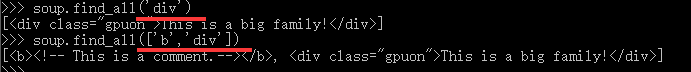 >>> soup.find_all('div')
[<div class="gpuon">This is a big family!</div>]
>>> soup.find_all(['b','div'])
[<b><!-- This is a comment.--></b>, <div class="gpuon">This is a big family!</div>]
>>>